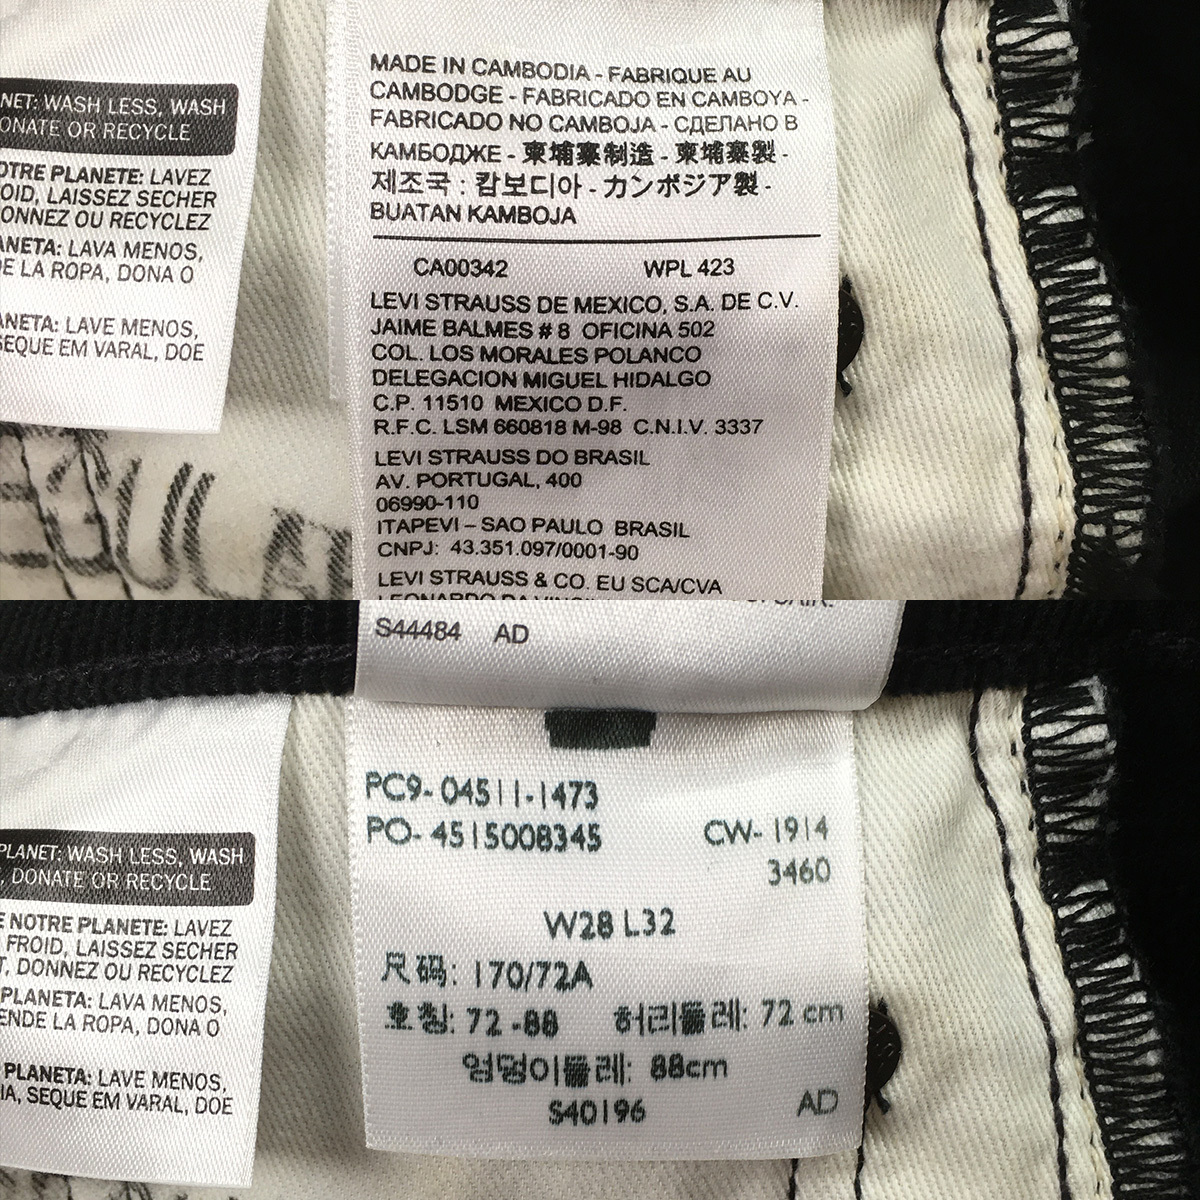 NET: WASH LESS, WASH
ONATE OR RECYCLE
OTRE PLANETE: LAVEZ
OID, LAISSEZ SECHER
ONNEZ OU RECYCLEZ
ANETA: LAVA MENOS,
E LA ROPA, DONA O
ANETA: LAVE MENOS,
SEQUE EM VARAL, DOE
MADE IN CAMBODIA - FABRIQUE AU
CAMBODGE - FABRICADO EN CAMBOYA -
FABRICADO NO CAMBOJA - СДЕЛАНО В
КАМБОДЖЕ - 柬埔寨制造 - 柬埔寨製 -
제조국 : 캄보디아 - カンボジア製 -
BUATAN KAMBOJA
CA00342 WPL 423
LEVI STRAUSS DE MEXICO, S.A. DE C.V.
JAIME BALMES # 8 OFICINA 502
COL. LOS MORALES POLANCO
DELEGACION MIGUEL HIDALGO
C.P. 11510 MEXICO D.F.
R.F.C. LSM 660818 M-98 C.N.I.V. 3337
LEVI STRAUSS DO BRASIL
AV. PORTUGAL, 400
06990-110
ITAPEVI – SAO PAULO BRASIL
CNPJ: 43.351.097/0001-90
LEVI STRAUSS & CO. EU SCA/CVA
S44484 AD
PLANET: WASH LESS, WASH
, DONATE OR RECYCLE
E NOTRE PLANETE: LAVEZ
FROID, LAISSEZ SECHER
T, DONNEZ OU RECYCLEZ
PLANETA: LAVA MENOS,
ENDE LA ROPA, DONA O
PLANETA: LAVE MENOS,
IA, SEQUE EM VARAL, DOE
PC9- 04511-1473
PO- 4515008345 CW- 1914
3460
W28 L32
尺码: 170/72A
호칭: 72 -88 허리둘레: 72 cm
엉덩이둘레: 88cm
S40196 AD